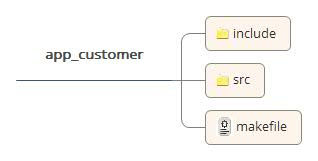 app_customer
include
src
makefile